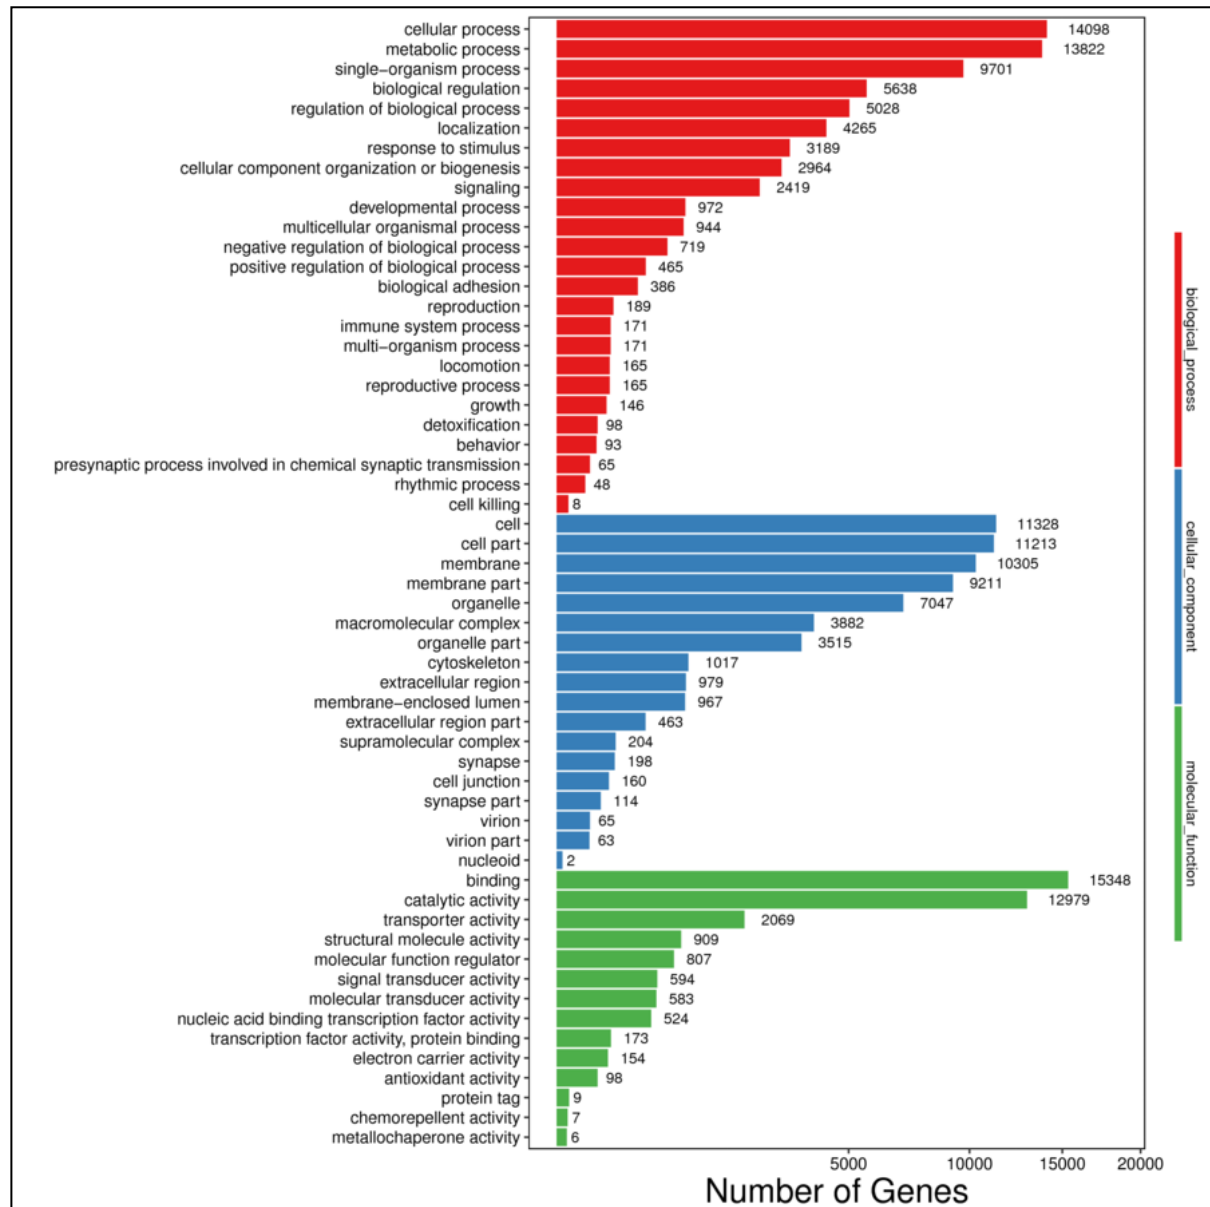 cellular process 14098
metabolic process 13822
single-organism process 9701
biological regulation 5638
regulation of biological process 5028
localization 4265
response to stimulus 3189
cellular component organization or biogenesis 2964
signaling 2419
developmental process 972
multicellular organismal process 944
negative regulation of biological process 719
positive regulation of biological process 465
biological adhesion 386
reproduction 189
immune system process 171
multi-organism process 171
locomotion 165
reproductive process 165
growth 146
detoxification 98
behavior 93
presynaptic process involved in chemical synaptic transmission 65
rhythmic process 48
cell killing 8
cell 11328
cell part 11213
membrane 10305
membrane part 9211
organelle 7047
macromolecular complex 3882
organelle part 3515
cytoskeleton 1017
extracellular region 979
membrane-enclosed lumen 967
extracellular region part 463
supramolecular complex 204
synapse 198
cell junction 160
synapse part 114
virion 65
virion part 63
nucleoid 2
binding 15348
catalytic activity 12979
transporter activity 2069
structural molecule activity 909
molecular function regulator 807
signal transducer activity 594
molecular transducer activity 583
nucleic acid binding transcription factor activity 524
transcription factor activity, protein binding 173
electron carrier activity 154
antioxidant activity 98
protein tag 9
chemorepellent activity 7
metallochaperone activity 6
5000 10000 15000 20000
Number of Genes
biological_process
cellular_component
molecular_function